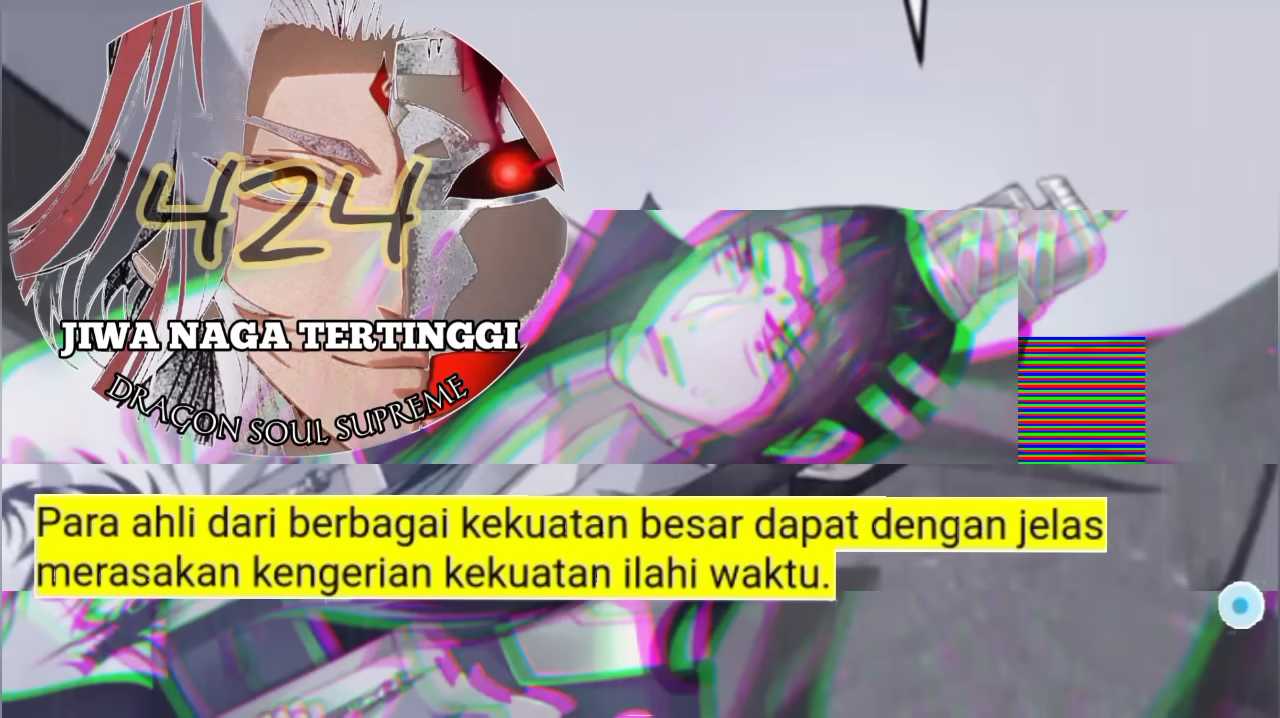 424
JIWA NAGA TERTINGGI
DRAGON SOUL SUPREME
Para ahli dari berbagai kekuatan besar dapat dengan jelas
merasakan kengerian kekuatan ilahi waktu.